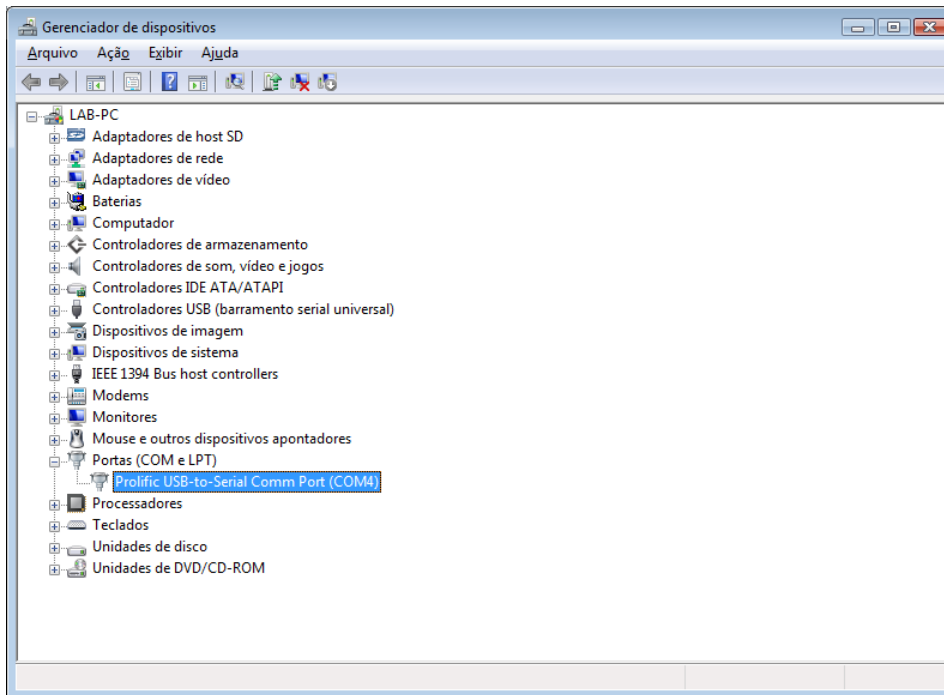 Gerenciador de dispositivos
Arquivo Ação Exibir Ajuda
LAB-PC
Adaptadores de host SD
Adaptadores de rede
Adaptadores de vídeo
Baterias
Computador
Controladores de armazenamento
Controladores de som, vídeo e jogos
Controladores IDE ATA/ATAPI
Controladores USB (barramento serial universal)
Dispositivos de imagem
Dispositivos de sistema
IEEE 1394 Bus host controllers
Modems
Monitores
Mouse e outros dispositivos apontadores
Portas (COM e LPT)
Prolific USB-to-Serial Comm Port (COM4)
Processadores
Teclados
Unidades de disco
Unidades de DVD/CD-ROM